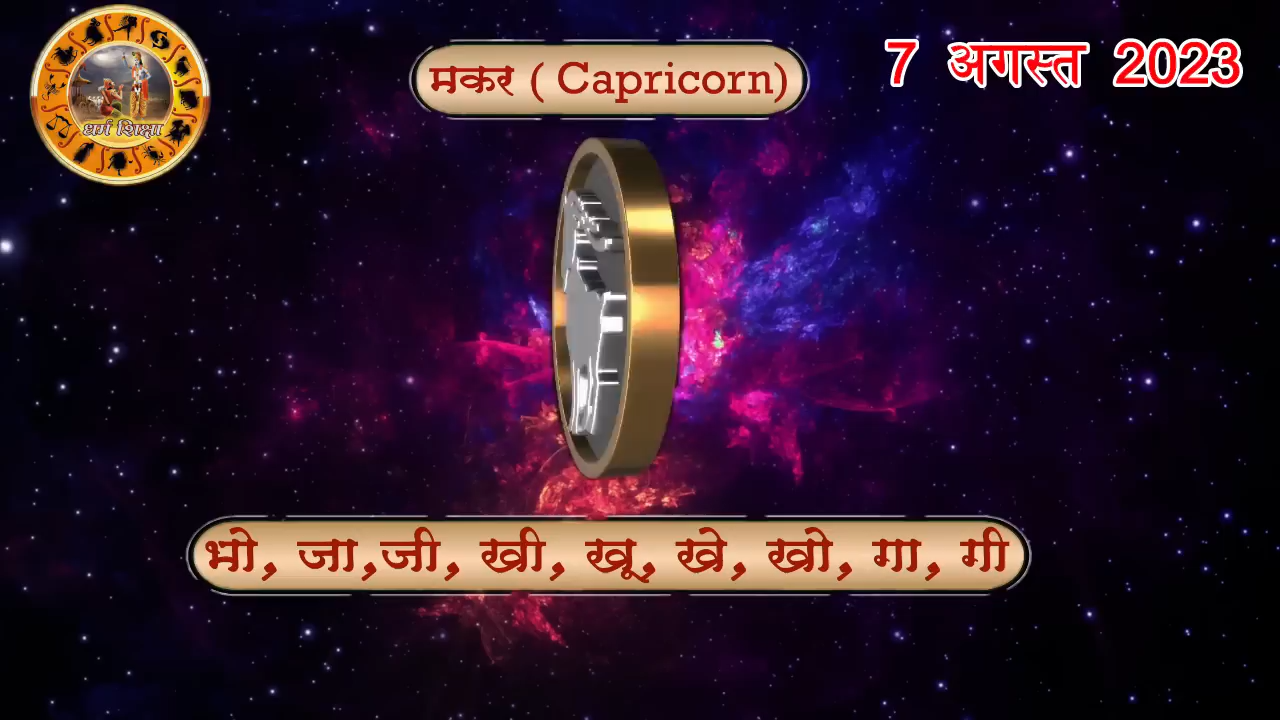 धर्म शिक्षा
मकर ( Capricorn)
7 अगस्त 2023
भो, जा,जी, खी, खू, खे, खो, गा, गी